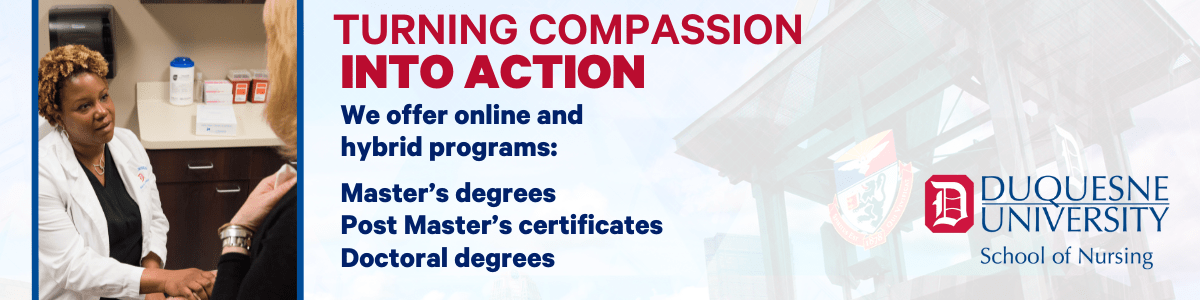 TURNING COMPASSION
INTO ACTION
We offer online and
hybrid programs:
Master's degrees
Post Master's certificates
Doctoral degrees
D DUQUESNE
UNIVERSITY
School of Nursing